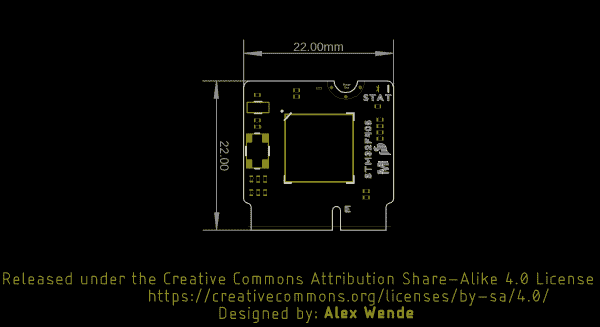 22.00mm
STAT
22.00
STM32F405
E
Released under the Creative Commons Attribution Share-Alike 4.0 License
https://creativecommons.org/licenses/by-sa/4.0/
Designed by: Alex Wende